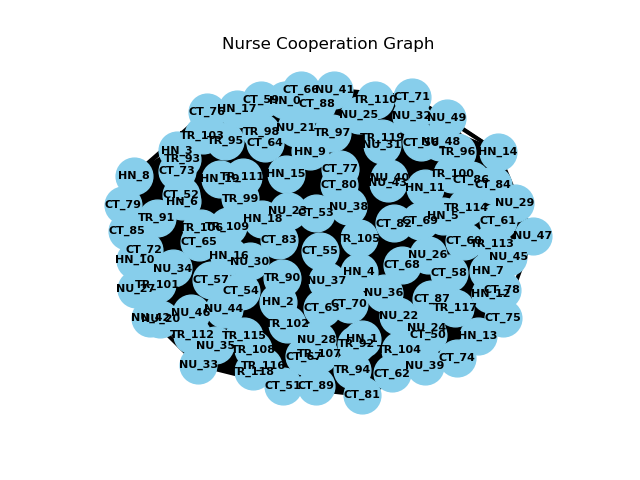 Nurse Cooperation Graph
CT_66
NU_41
CT_59
HN_0
CT_88
TR_110
CT_71
CT_76
HN_17
NU_25
NU_32
NU_49
NU_21
TR_97
TR_103
TR_98
TR_95
CT_64
TR_119
NU_31
NU_48
HN_3
TR_93
HN_9
TR_96
HN_14
CT_73
HN_15
CT_77
HN_8
TR_111
CT_80
NU_40
NU_43
TR_100
CT_86
CT_84
HN_11
CT_52
HN_6
TR_99
CT_79
TR_91
HN_18
NU_23
CT_53
NU_38
TR_114
HN_5
NU_29
CT_69
CT_61
CT_82
CT_85
TR_106
TR_109
CT_65
CT_83
TR_105
NU_47
TR_113
CT_72
CT_55
HN_10
HN_16
NU_30
NU_26
NU_45
NU_34
CT_68
CT_58
HN_7
HN_4
CT_57
TR_90
NU_37
NU_27
TR_101
CT_54
NU_36
CT_87
HN_12
CT_78
HN_2
CT_63
CT_70
NU_44
TR_117
NU_46
NU_42
NU_20
NU_22
CT_75
TR_102
NU_24
CT_50
TR_112
TR_115
HN_13
NU_28
HN_1
TR_92
NU_35
TR_108
TR_107
CT_67
TR_104
CT_74
NU_33
TR_116
TR_118
TR_94
CT_62
NU_39
CT_51
CT_89
CT_81